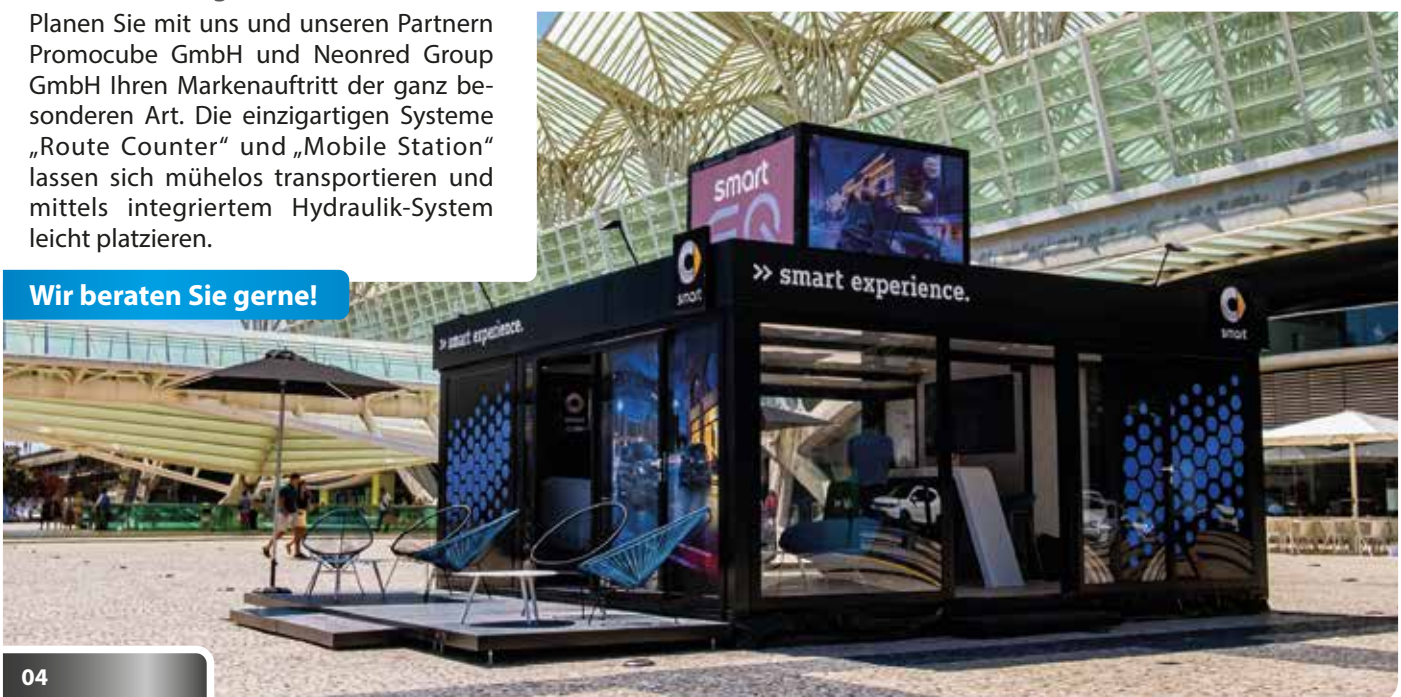 Planen Sie mit uns und unseren Partnern
Promocube GmbH und Neonred Group
GmbH Ihren Markenauftritt der ganz be-
sonderen Art. Die einzigartigen Systeme
„Route Counter“ und „Mobile Station“
lassen sich mühelos transportieren und
mittels integriertem Hydraulik-System
leicht platzieren.
Wir beraten Sie gerne!
smart
EQ
smart
>> smart experience.
smart
>> smart experience.
04